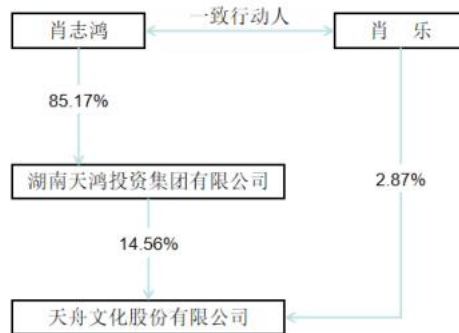 一致行动人
肖志鸿
肖 乐
85.17%
湖南天鸿投资集团有限公司
2.87%
14.56%
天舟文化股份有限公司